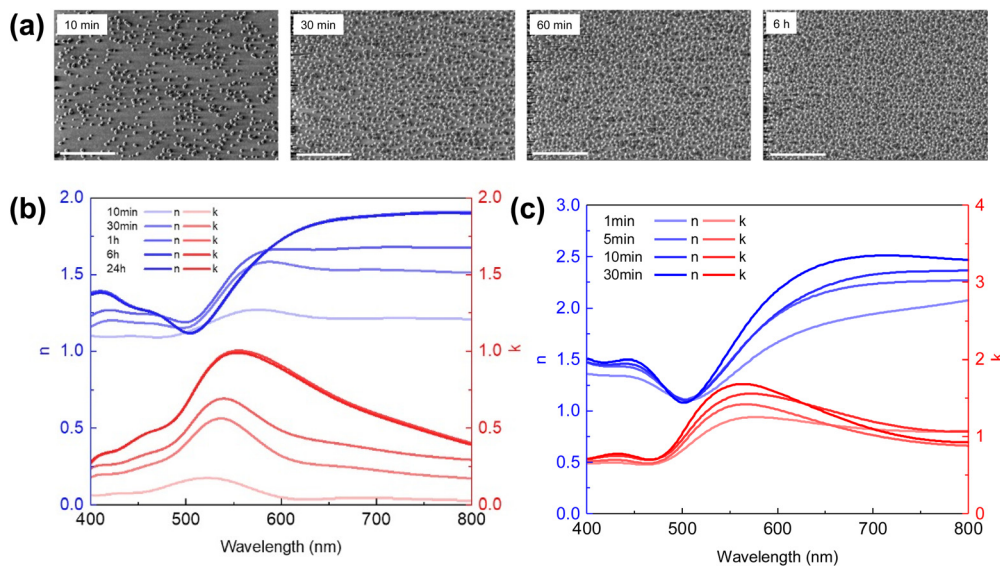 (a)
10 min
30 min
60 min
6 h
(b)
2.0
1.5
1.0
0.5
0.0
n
10min n k
30min n k
1h n k
6h n k
24h n k
2.0
1.5
1.0
0.5
0.0
k
400 500 600 700 800
Wavelength (nm)
(c)
3.0
2.5
2.0
1.5
1.0
0.5
0.0
n
1min n k
5min n k
10min n k
30min n k
4
3
2
1
0
k
400 500 600 700 800
Wavelength (nm)